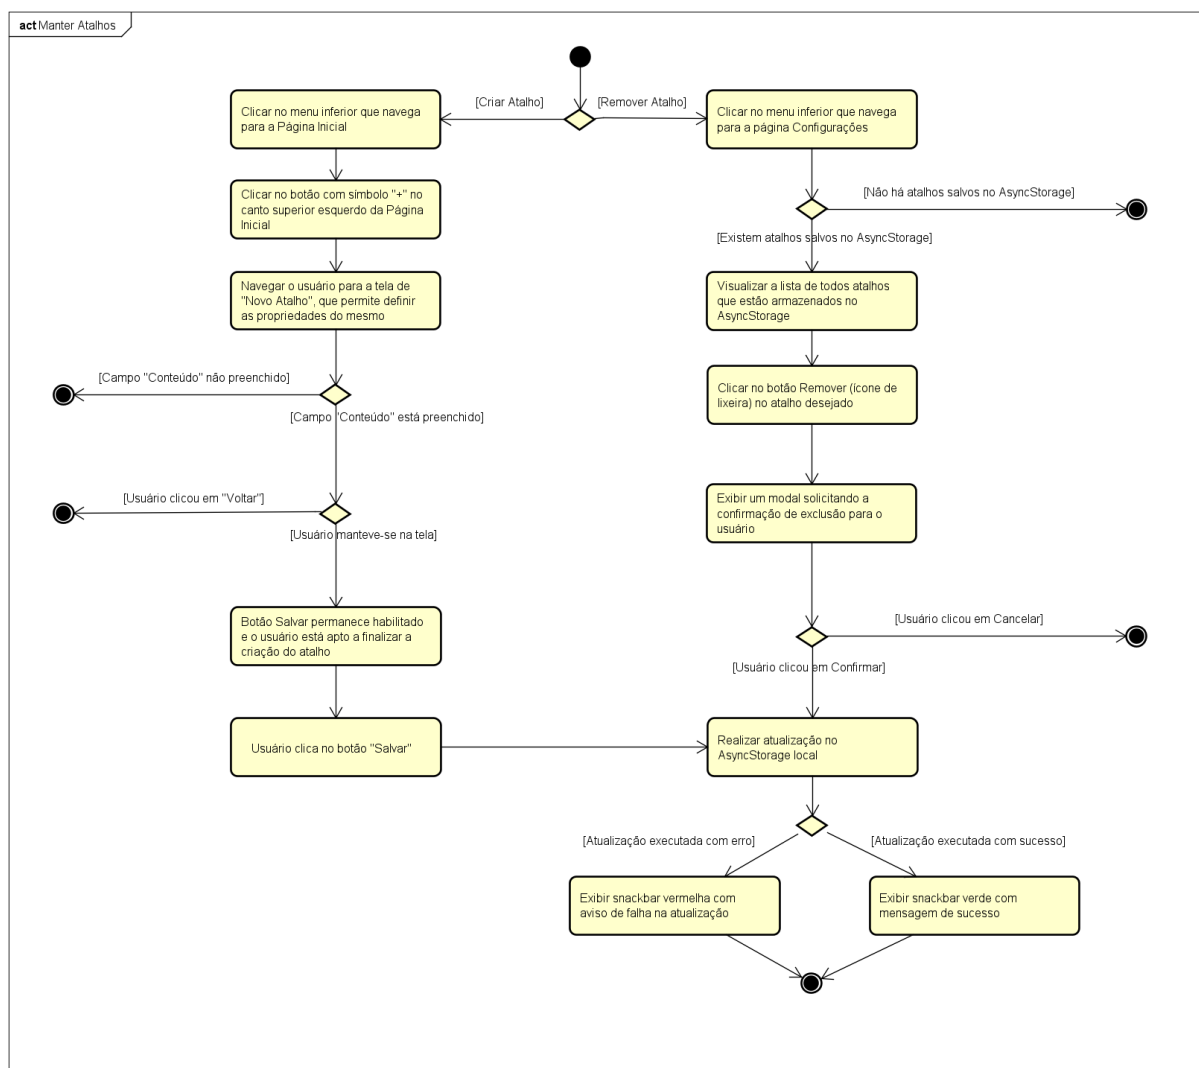 act Manter Atalhos
[Criar Atalho]
[Remover Atalho]
Clicar no menu inferior que navega
para a Página Inicial
Clicar no menu inferior que navega
para a página Configurações
Clicar no botão com símbolo "+" no
canto superior esquerdo da Página
Inicial
[Não há atalhos salvos no AsyncStorage]
[Existem atalhos salvos no AsyncStorage]
Navegar o usuário para a tela de
"Novo Atalho", que permite definir
as propriedades do mesmo
Visualizar a lista de todos atalhos
que estão armazenados no
AsyncStorage
[Campo "Conteúdo" não preenchido]
[Campo "Conteúdo" está preenchido]
Clicar no botão Remover (ícone de
lixeira) no atalho desejado
[Usuário clicou em "Voltar"]
[Usuário manteve-se na tela]
Exibir um modal solicitando a
confirmação de exclusão para o
usuário
Botão Salvar permanece habilitado
e o usuário está apto a finalizar a
criação do atalho
[Usuário clicou em Cancelar]
[Usuário clicou em Confirmar]
Usuário clica no botão "Salvar"
Realizar atualização no
AsyncStorage local
[Atualização executada com erro]
[Atualização executada com sucesso]
Exibir snackbar vermelha com
aviso de falha na atualização
Exibir snackbar verde com
mensagem de sucesso